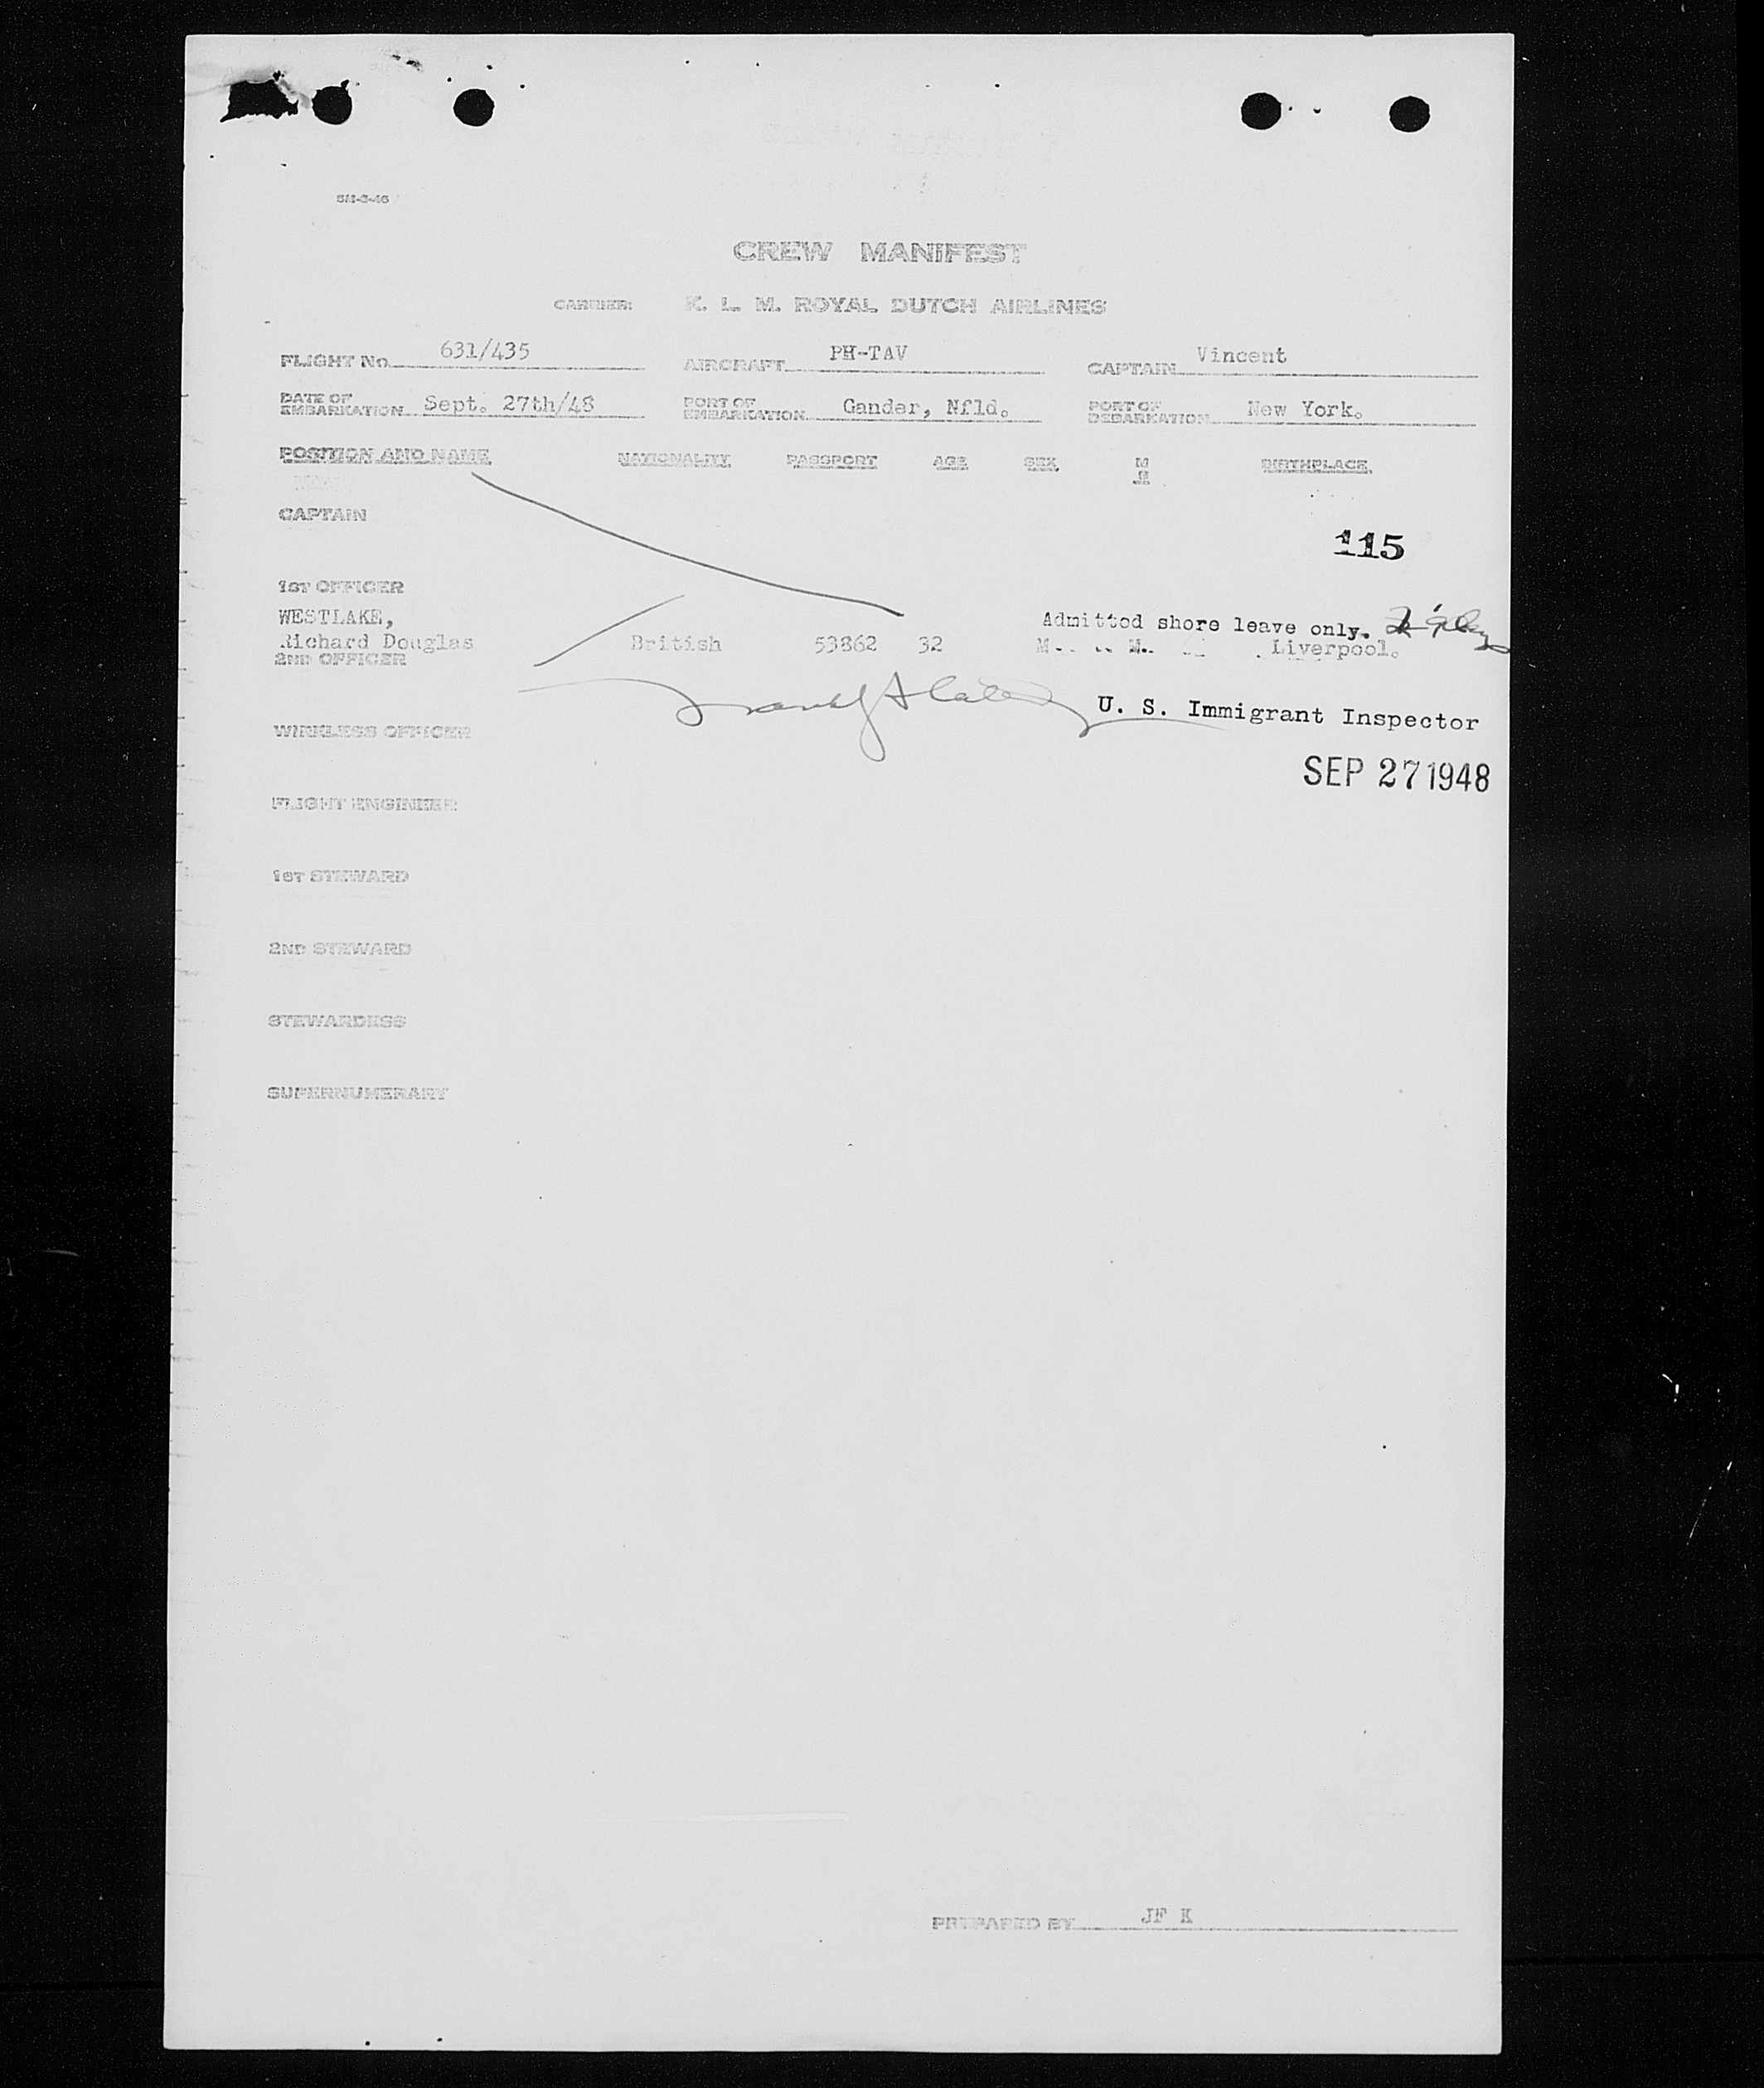 CREW MANIFEST
CARRIER: K. L. M. ROYAL DUTCH AIRLINES
FLIGHT No. 631/435 AIRCRAFT PH-TAV CAPTAIN Vincent
DATE OF EMBARKATION Sept. 27th/48 PORT OF EMBARKATION Gander, Nfld. PORT OF DEBARKATION New York.
POSITION AND NAME NATIONALITY PASSPORT AGE SEX M S BIRTHPLACE
CAPTAIN
115
1ST OFFICER
WESTLAKE,
Admitted shore leave only.
Richard Douglas British 53862 32 M. M. Liverpool.
2ND OFFICER
U. S. Immigrant Inspector
WIRELESS OFFICER
SEP 27 1948
FLIGHT ENGINEER
1ST STEWARD
2ND STEWARD
STEWARDESS
SUPERNUMERARY
PREPARED BY JF K